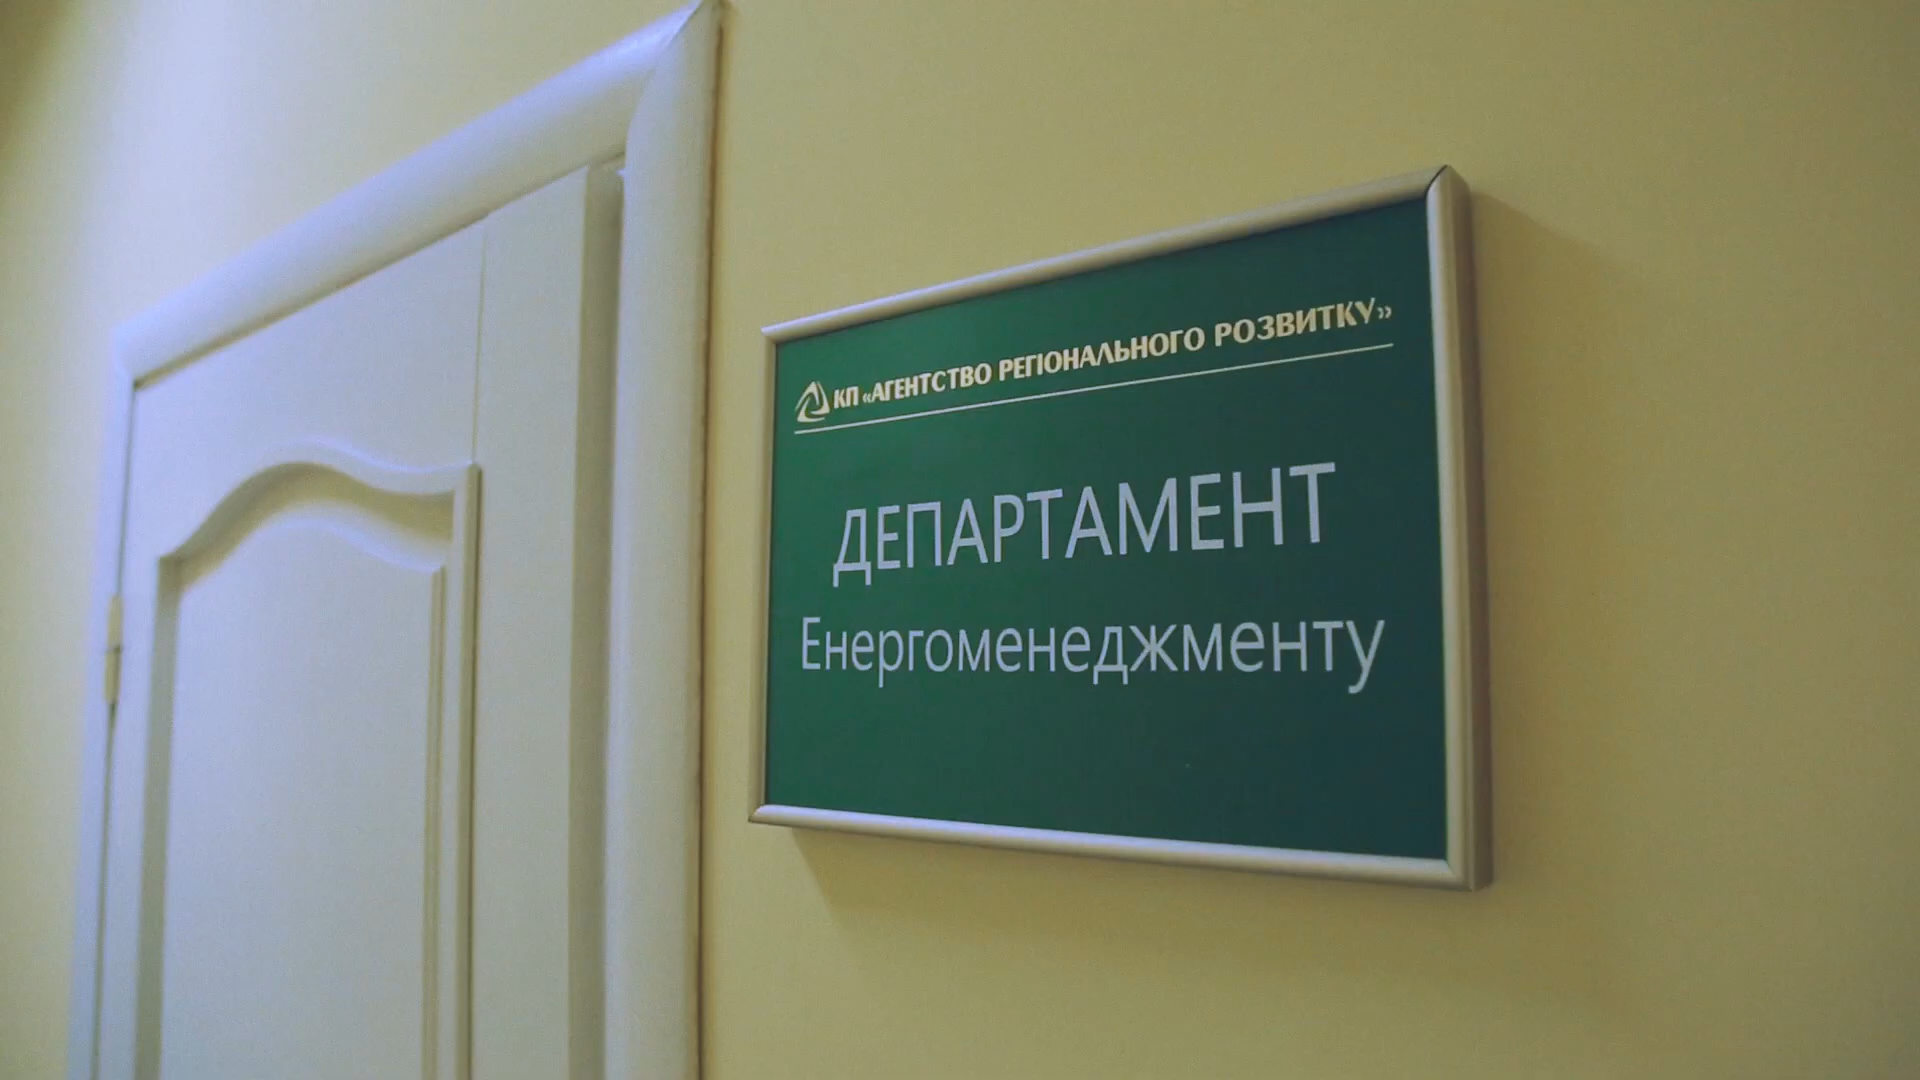 КП «АГЕНТСТВО РЕГІОНАЛЬНОГО РОЗВИТКУ»
ДЕПАРТАМЕНТ
Енергоменеджменту